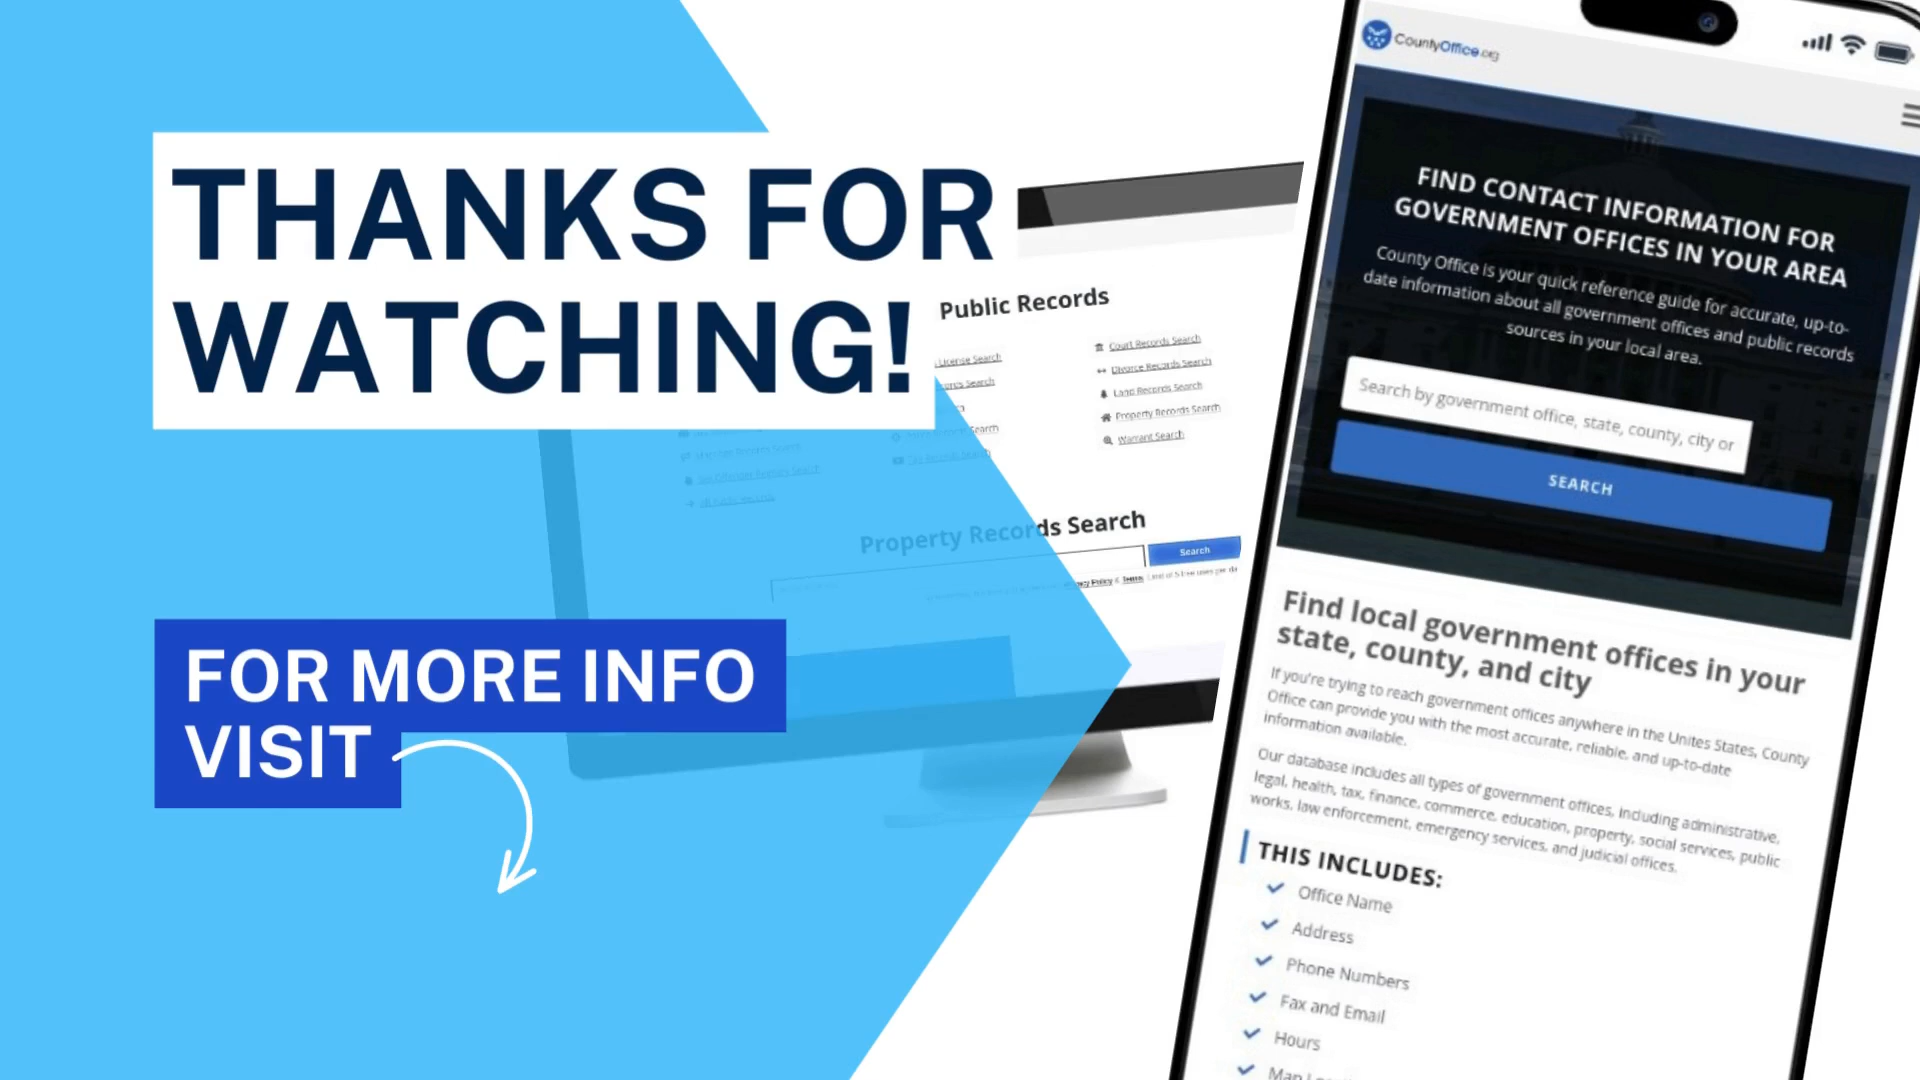 THANKS FOR
WATCHING!
FOR MORE INFO
VISIT
Public Records
License Search
Court Records Search
Divorce Records Search
Land Records Search
Property Records Search
Warrant Search
Search
Property Records Search
Search
CountyOffice.org
FIND CONTACT INFORMATION FOR
GOVERNMENT OFFICES IN YOUR AREA
County Office is your quick reference guide for accurate, up-to-
date information about all government offices and public records
sources in your local area.
Search by government office, state, county, city or
SEARCH
Find local government offices in your
state, county, and city
If you're trying to reach government offices anywhere in the Unites States, County
Office can provide you with the most accurate, reliable, and up-to-date
information available.
Our database includes all types of government offices, including administrative,
legal, health, tax, finance, commerce, education, property, social services, public
works, law enforcement, emergency services, and judicial offices.
THIS INCLUDES:
Office Name
Address
Phone Numbers
Fax and Email
Hours